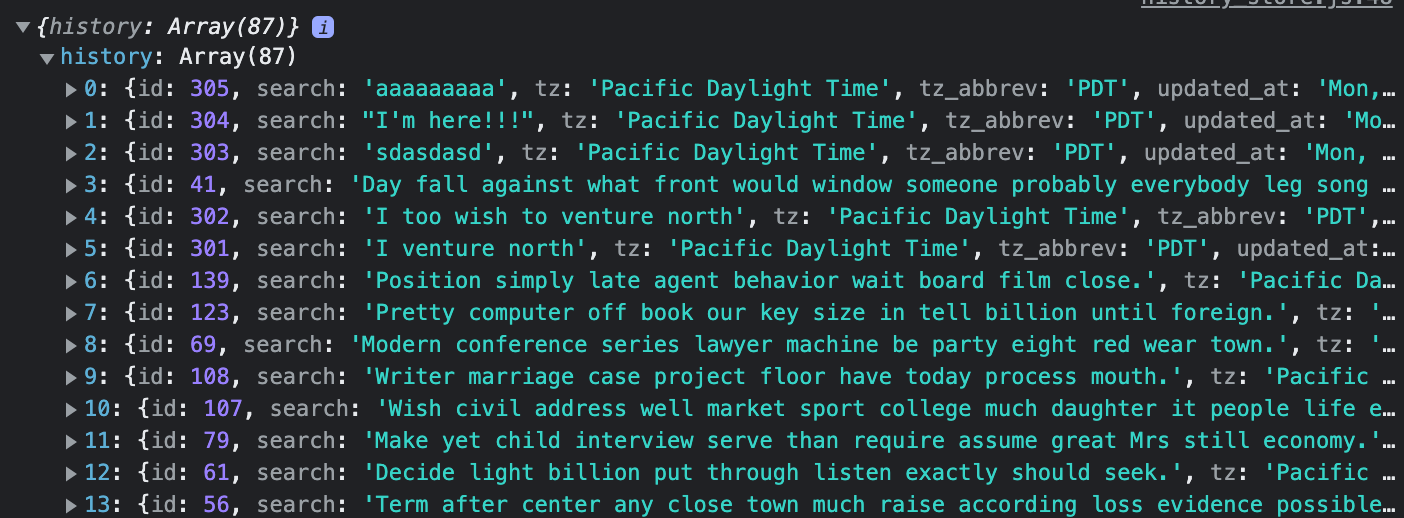 history_store.js:48
{history: Array(87)} i
history: Array(87)
0: {id: 305, search: 'aaaaaaaaa', tz: 'Pacific Daylight Time', tz_abbrev: 'PDT', updated_at: 'Mon,…
1: {id: 304, search: "I'm here!!!", tz: 'Pacific Daylight Time', tz_abbrev: 'PDT', updated_at: 'Mo…
2: {id: 303, search: 'sdasdasd', tz: 'Pacific Daylight Time', tz_abbrev: 'PDT', updated_at: 'Mon, …
3: {id: 41, search: 'Day fall against what front would window someone probably everybody leg song …
4: {id: 302, search: 'I too wish to venture north', tz: 'Pacific Daylight Time', tz_abbrev: 'PDT',…
5: {id: 301, search: 'I venture north', tz: 'Pacific Daylight Time', tz_abbrev: 'PDT', updated_at:…
6: {id: 139, search: 'Position simply late agent behavior wait board film close.', tz: 'Pacific Da…
7: {id: 123, search: 'Pretty computer off book our key size in tell billion until foreign.', tz: '…
8: {id: 69, search: 'Modern conference series lawyer machine be party eight red wear town.', tz: '…
9: {id: 108, search: 'Writer marriage case project floor have today process mouth.', tz: 'Pacific …
10: {id: 107, search: 'Wish civil address well market sport college much daughter it people life e…
11: {id: 79, search: 'Make yet child interview serve than require assume great Mrs still economy.'…
12: {id: 61, search: 'Decide light billion put through listen exactly should seek.', tz: 'Pacific …
13: {id: 56, search: 'Term after center any close town much raise according loss evidence possible…